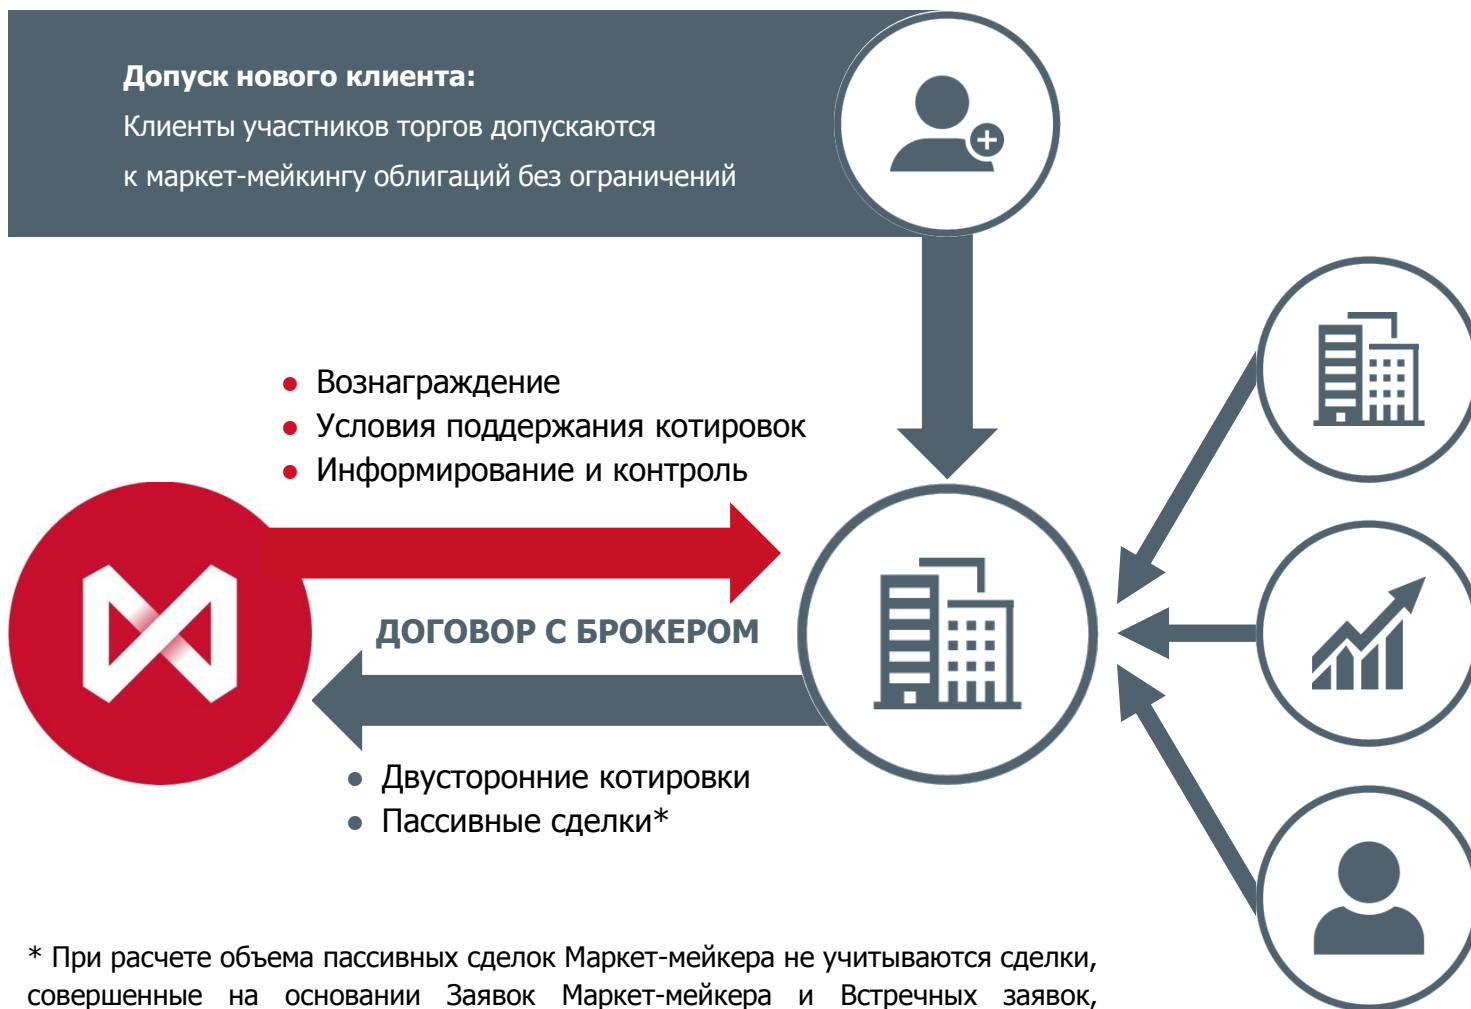 Допуск нового клиента:
Клиенты участников торгов допускаются
к маркет-мейкингу облигаций без ограничений
● Вознаграждение
● Условия поддержания котировок
● Информирование и контроль
ДОГОВОР С БРОКЕРОМ
● Двусторонние котировки
● Пассивные сделки*
* При расчете объема пассивных сделок Маркет-мейкера не учитываются сделки,
совершенные на основании Заявок Маркет-мейкера и Встречных заявок,